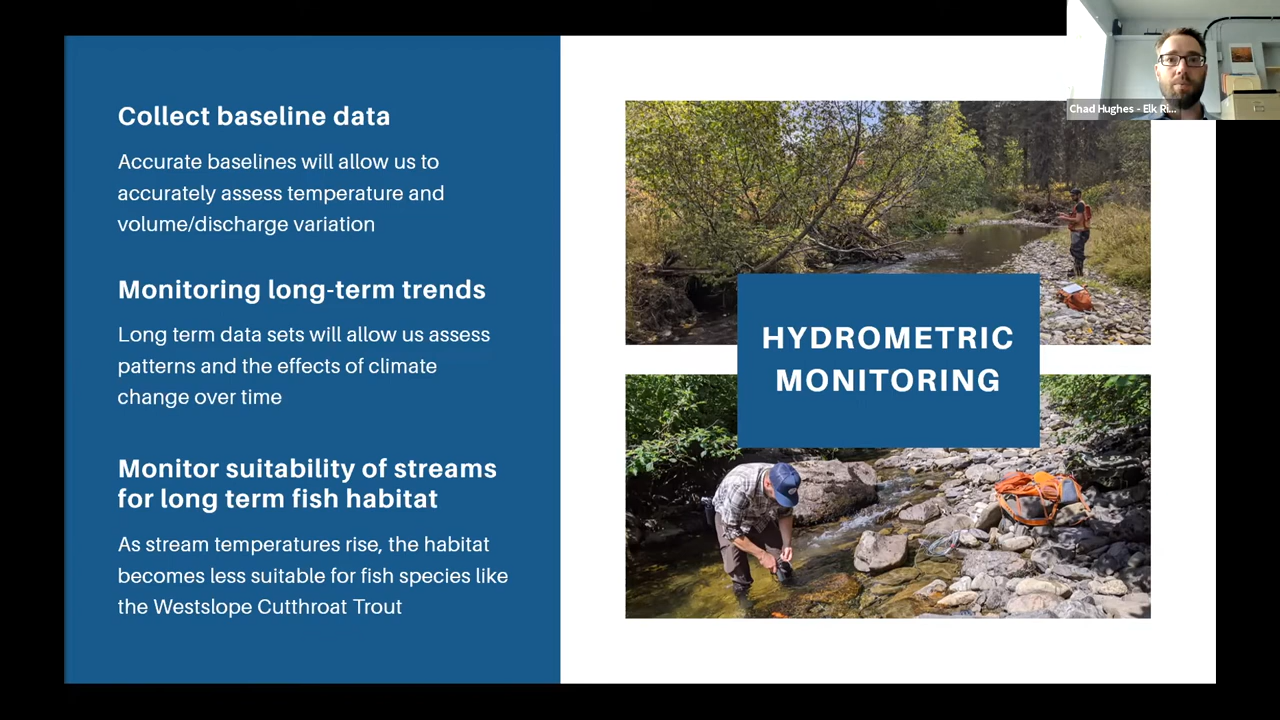 Collect baseline data
Accurate baselines will allow us to
accurately assess temperature and
volume/discharge variation
Monitoring long-term trends
Long term data sets will allow us assess
patterns and the effects of climate
change over time
Monitor suitability of streams
for long term fish habitat
As stream temperatures rise, the habitat
becomes less suitable for fish species like
the Westslope Cutthroat Trout
HYDROMETRIC
MONITORING
Chad Hughes - Elk Ri...